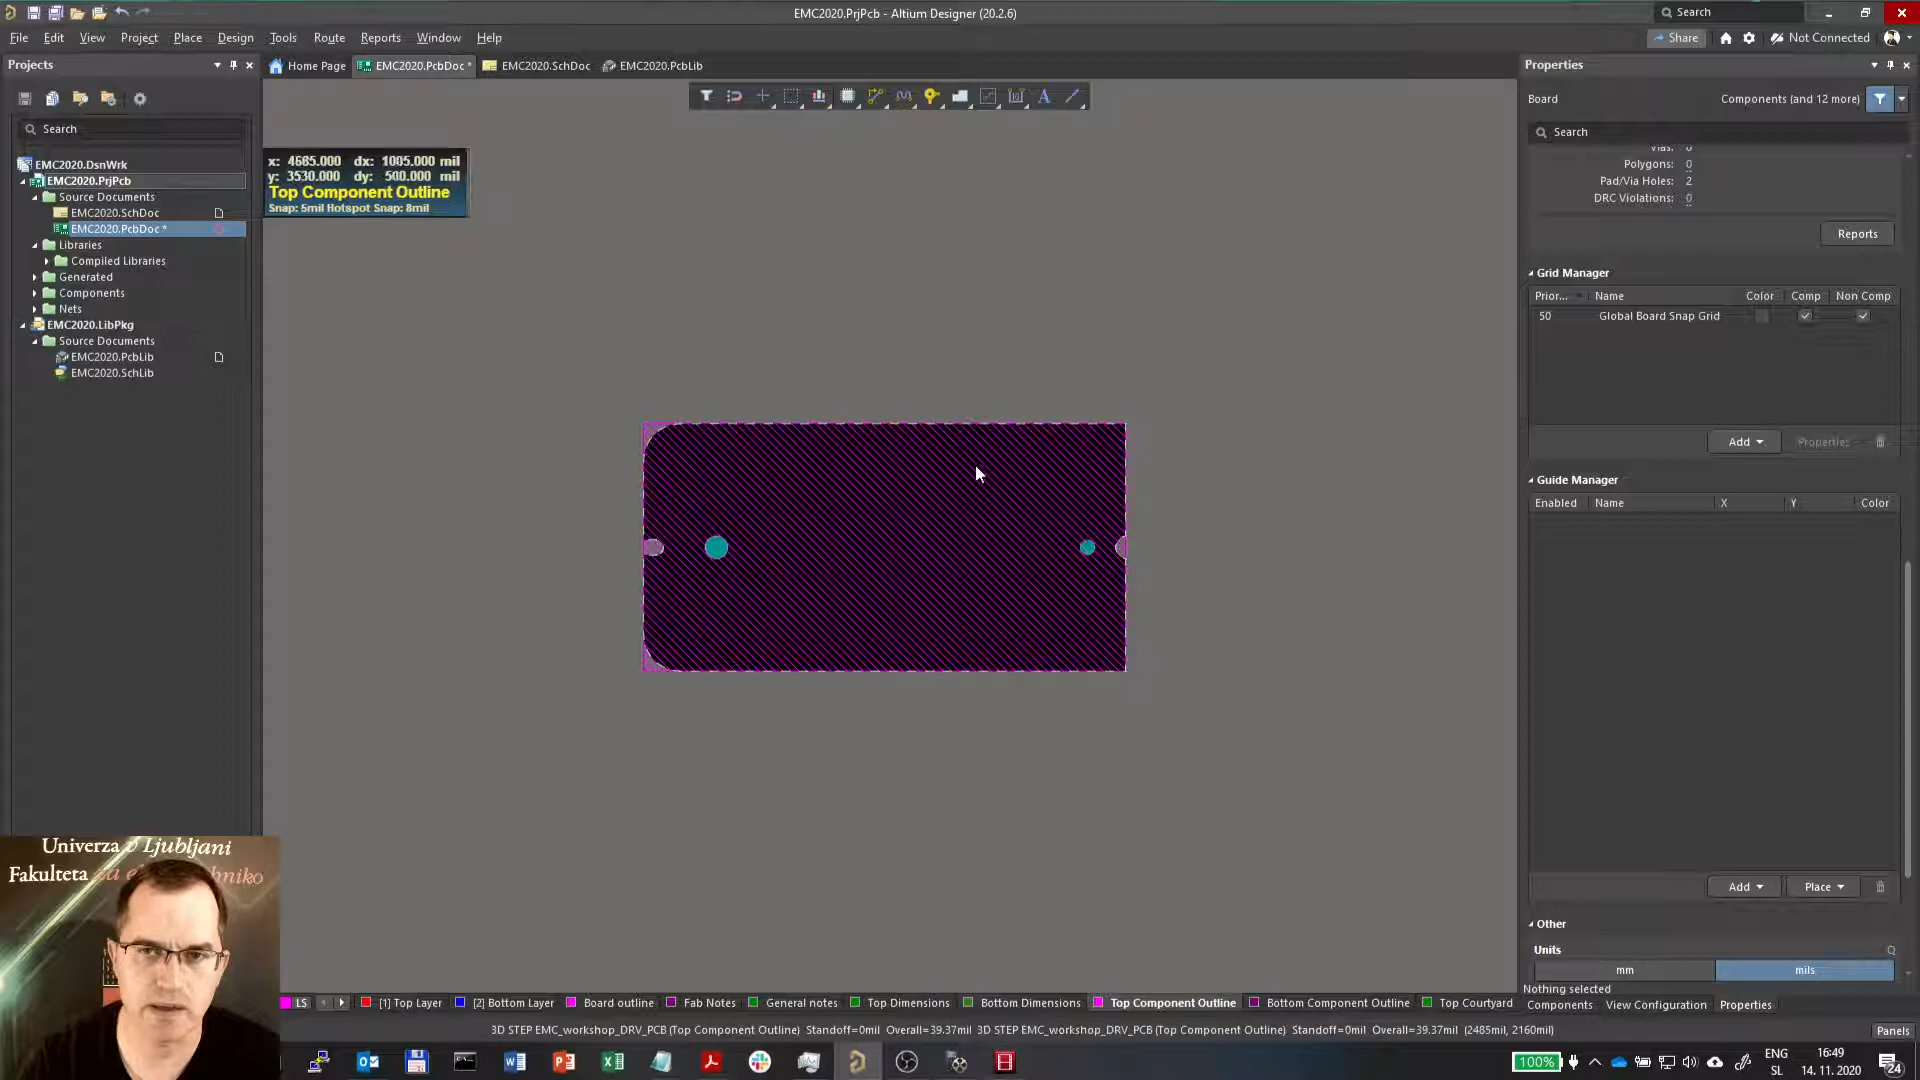 EMC2020.PrjPcb - Altium Designer (20.2.6)
Search
File Edit View Project Place Design Tools Route Reports Window Help
Share
Not Connected
Projects
Home Page
EMC2020.PcbDoc *
EMC2020.SchDoc
EMC2020.PcbLib
Properties
Board
Components (and 12 more)
Search
Search
EMC2020.DsnWrk
EMC2020.PrjPcb
Source Documents
EMC2020.SchDoc
EMC2020.PcbDoc *
Libraries
Compiled Libraries
Generated
Components
Nets
EMC2020.LibPkg
Source Documents
EMC2020.PcbLib
EMC2020.SchLib
dx: 1005.000 mil
y: 3530.000 dy: 500.000 mil
Top Component Outline
Snap: 5mil Hotspot Snap: 8mil
Vias: 0
Polygons: 0
Pad/Via Holes: 2
DRC Violations: 0
Reports
Grid Manager
Prior... Name Color Comp Non Comp
50 Global Board Snap Grid
Add Properties
Guide Manager
Enabled Name X Y Color
Add Place
Other
Units
mm mils
Nothing selected
Components View Configuration Properties
Univerza v Ljubljani
Fakulteta za
LS [1] Top Layer [2] Bottom Layer Board outline Fab Notes General notes Top Dimensions Bottom Dimensions Top Component Outline Bottom Component Outline Top Courtyard
3D STEP EMC_workshop_DRV_PCB (Top Component Outline) Standoff=0mil Overall=39.37mil 3D STEP EMC_workshop_DRV_PCB (Top Component Outline) Standoff=0mil Overall=39.37mil (2485mil, 2160mil)
Panels
100%
ENG
SL
16:49
14. 11. 2020
24